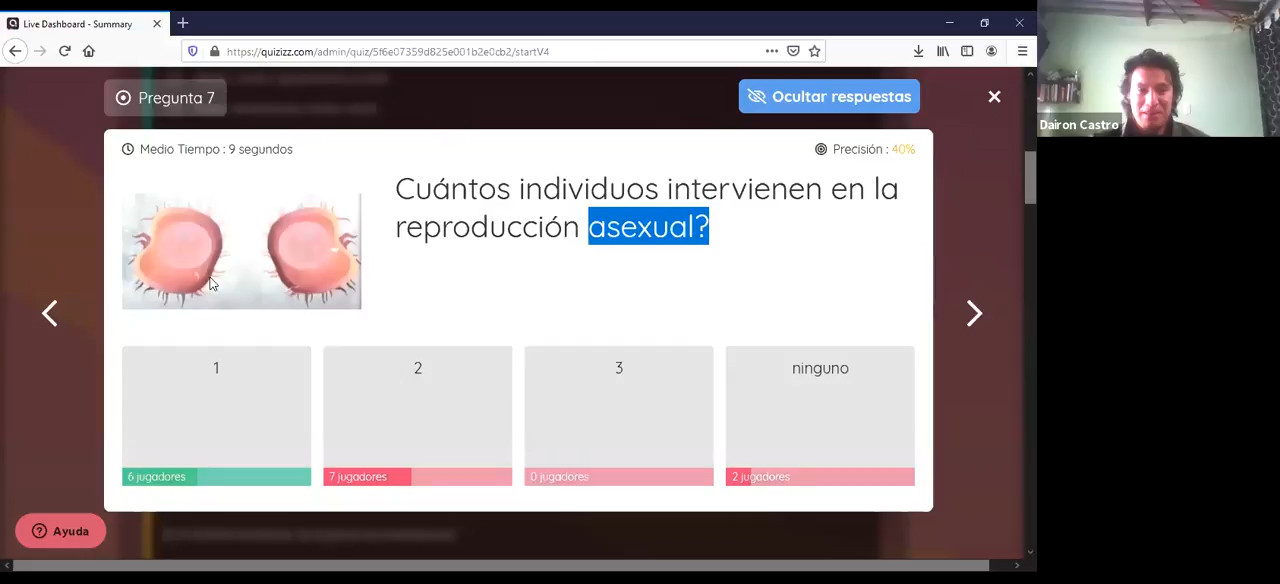 Live Dashboard - Summary
https://quizizz.com/admin/quiz/5f6e07359d825e001b2e0cb2/startV4
Pregunta 7
Ocultar respuestas
Dairon Castro
Medio Tiempo : 9 segundos
Precisión : 40%
Cuántos individuos intervienen en la
reproducción asexual?
1
2
3
ninguno
6 jugadores
7 jugadores
0 jugadores
2 jugadores
Ayuda